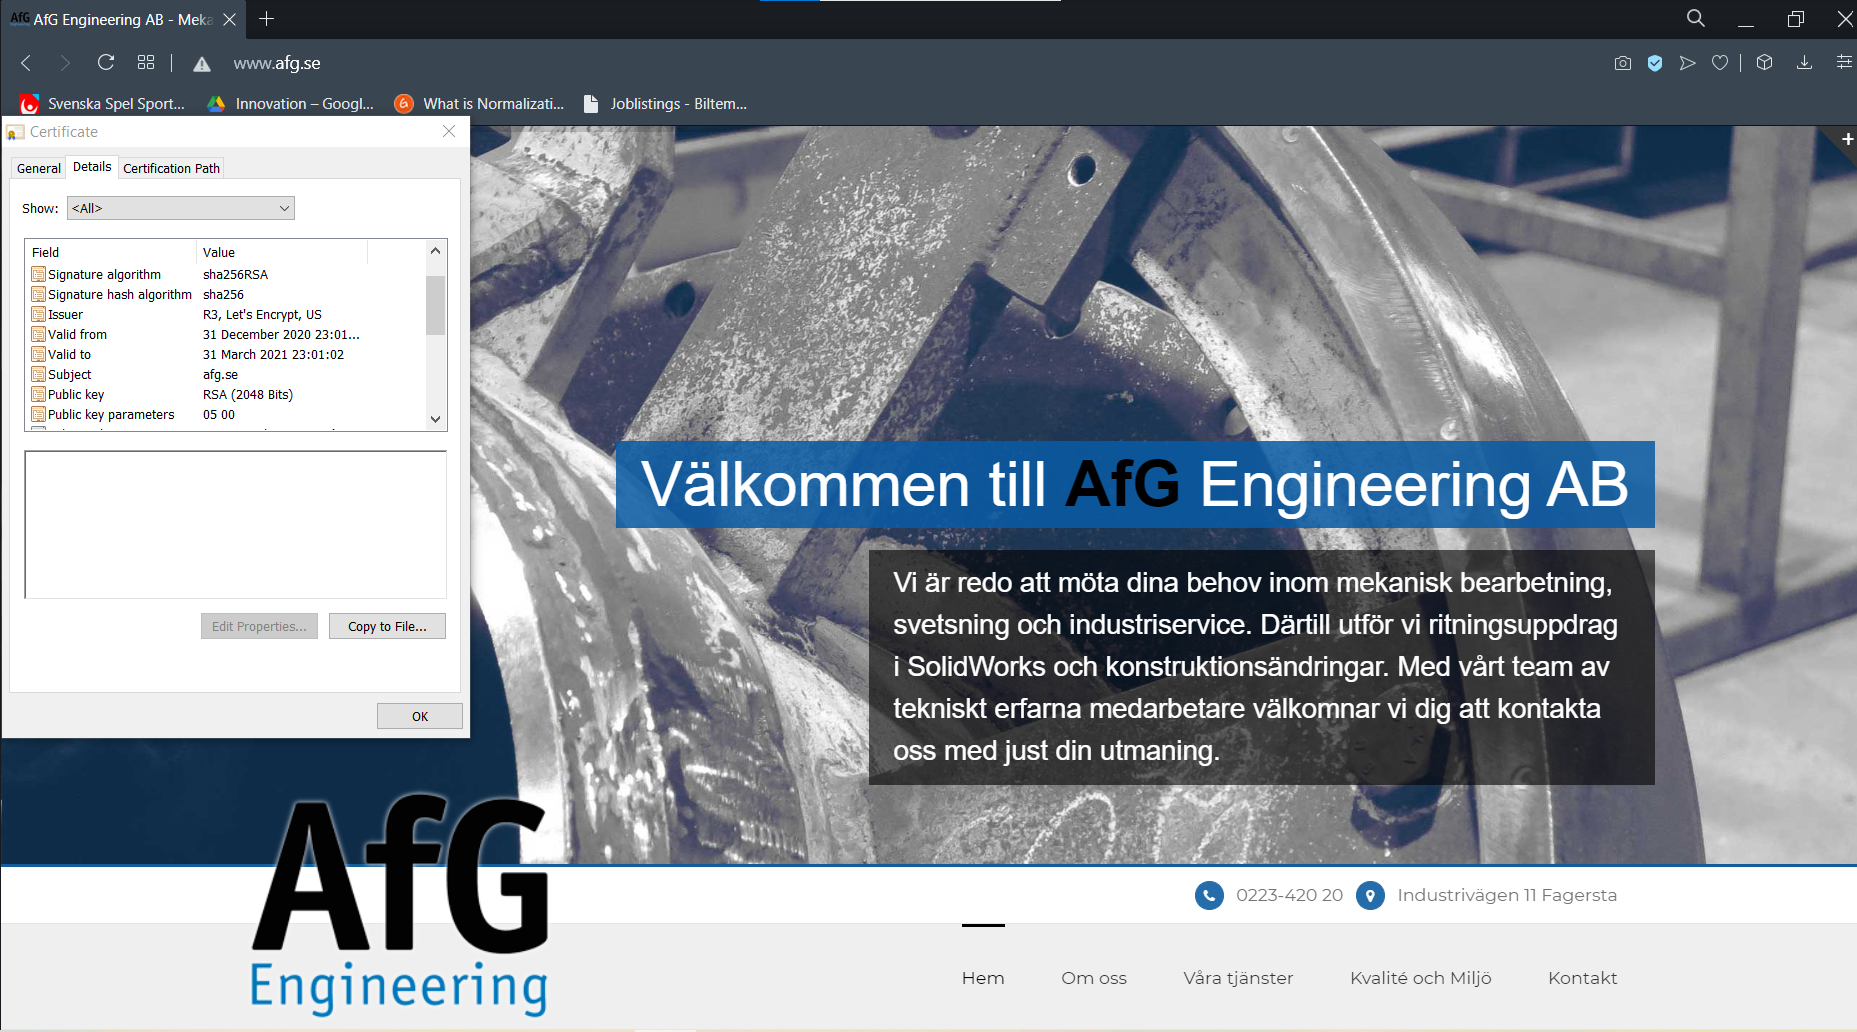 AfG Engineering AB - Meka
www.afg.se
Svenska Spel Sport...
Innovation – Googl...
What is Normalizati...
Joblistings - Biltem...
Certificate
General
Details
Certification Path
Show:
<All>
Field Value
Signature algorithm sha256RSA
Signature hash algorithm sha256
Issuer R3, Let's Encrypt, US
Valid from 31 December 2020 23:01...
Valid to 31 March 2021 23:01:02
Subject afg.se
Public key RSA (2048 Bits)
Public key parameters 05 00
Edit Properties...
Copy to File...
OK
Välkommen till AfG Engineering AB
Vi är redo att möta dina behov inom mekanisk bearbetning,
svetsning och industriservice. Därtill utför vi ritningsuppdrag
i SolidWorks och konstruktionsändringar. Med vårt team av
tekniskt erfarna medarbetare välkomnar vi dig att kontakta
oss med just din utmaning.
AfG
Engineering
0223-420 20
Industrivägen 11 Fagersta
Hem
Om oss
Våra tjänster
Kvalité och Miljö
Kontakt